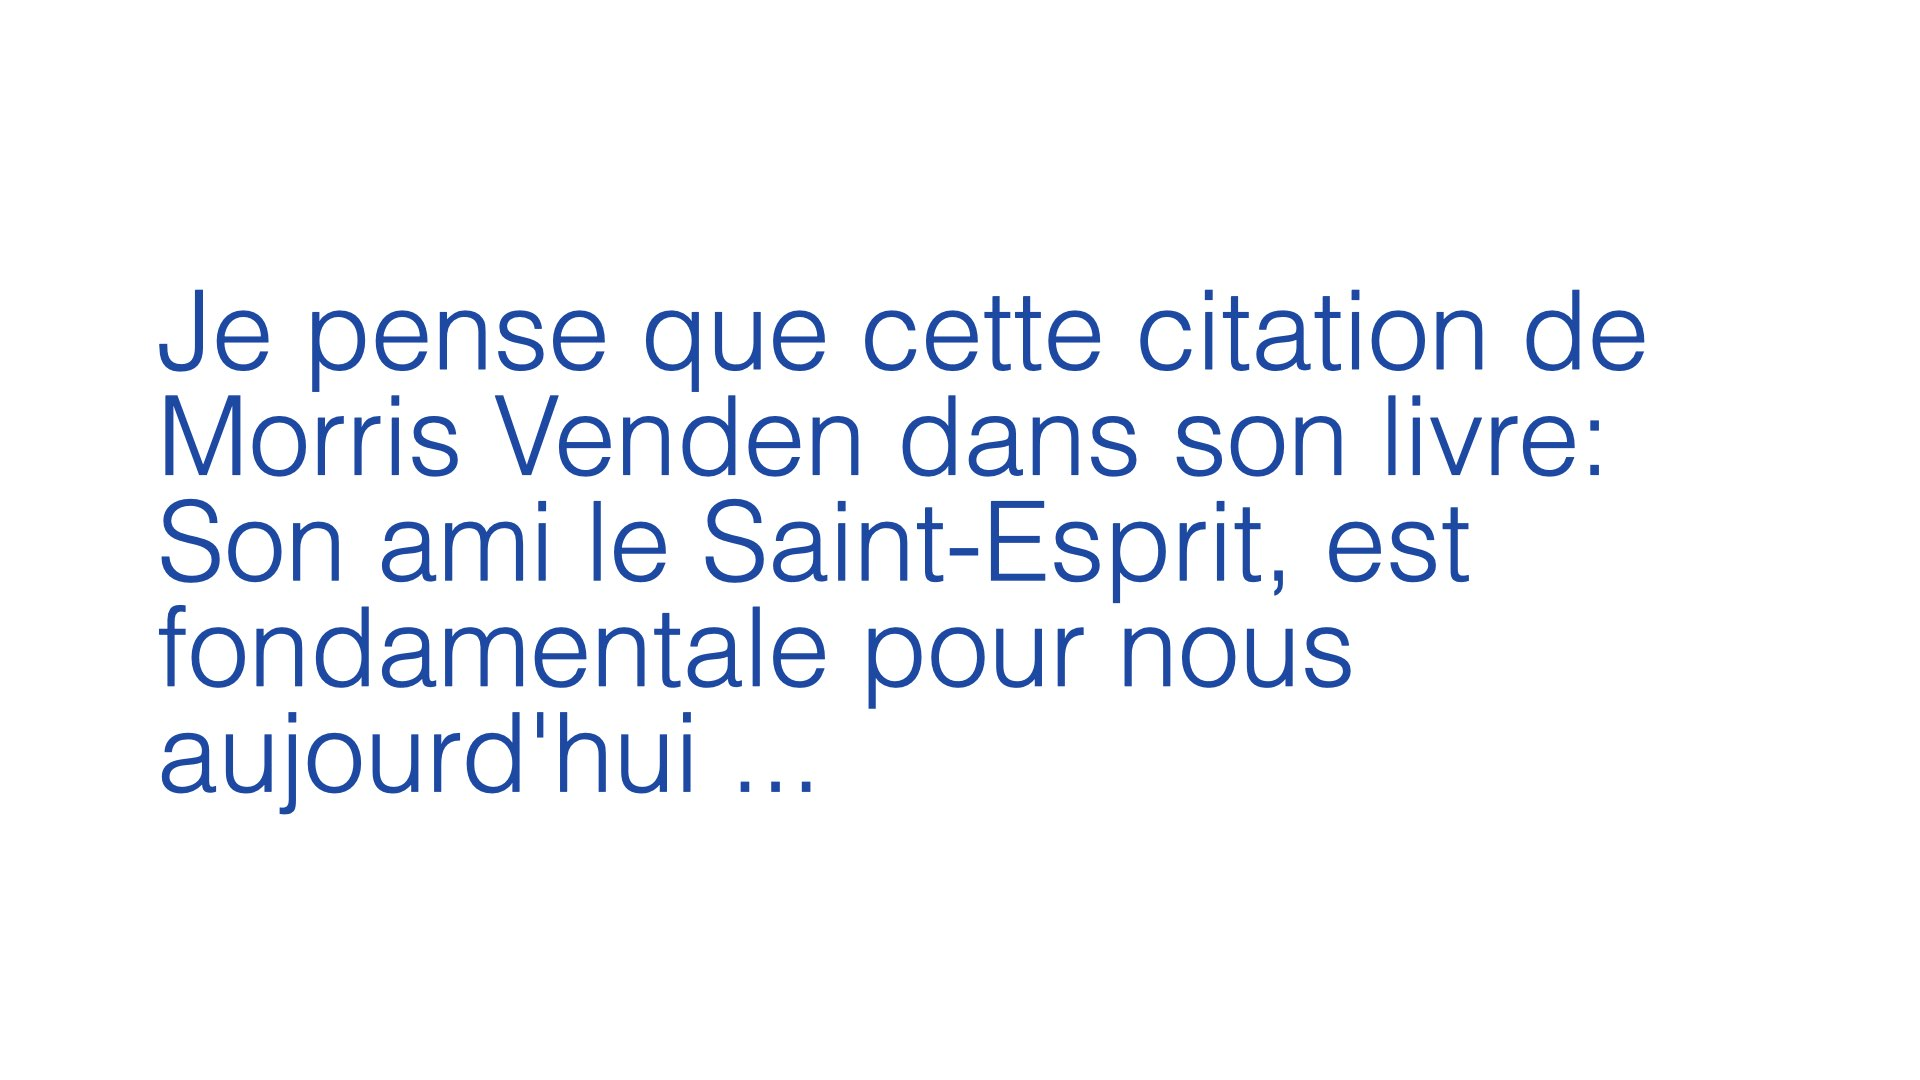 Je pense que cette citation de
Morris Venden dans son livre:
Son ami le Saint-Esprit, est
fondamentale pour nous
aujourd'hui ...